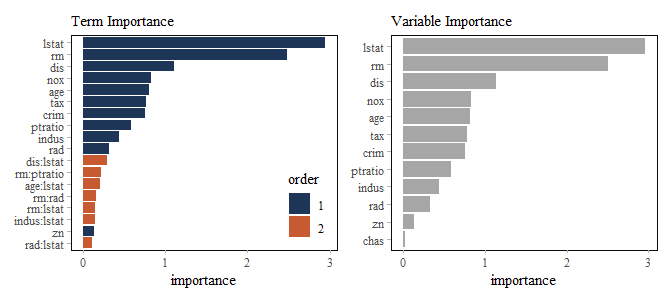 Term Importance
lstat
rm
dis
nox
age
tax
crim
ptratio
indus
rad
dis:lstat
rm:ptratio
age:lstat
rm:rad
rm:lstat
indus:lstat
zn
rad:lstat
order
1
2
0
1
2
3
importance
Variable Importance
lstat
rm
dis
nox
age
tax
crim
ptratio
indus
rad
zn
chas
0
1
2
3
importance